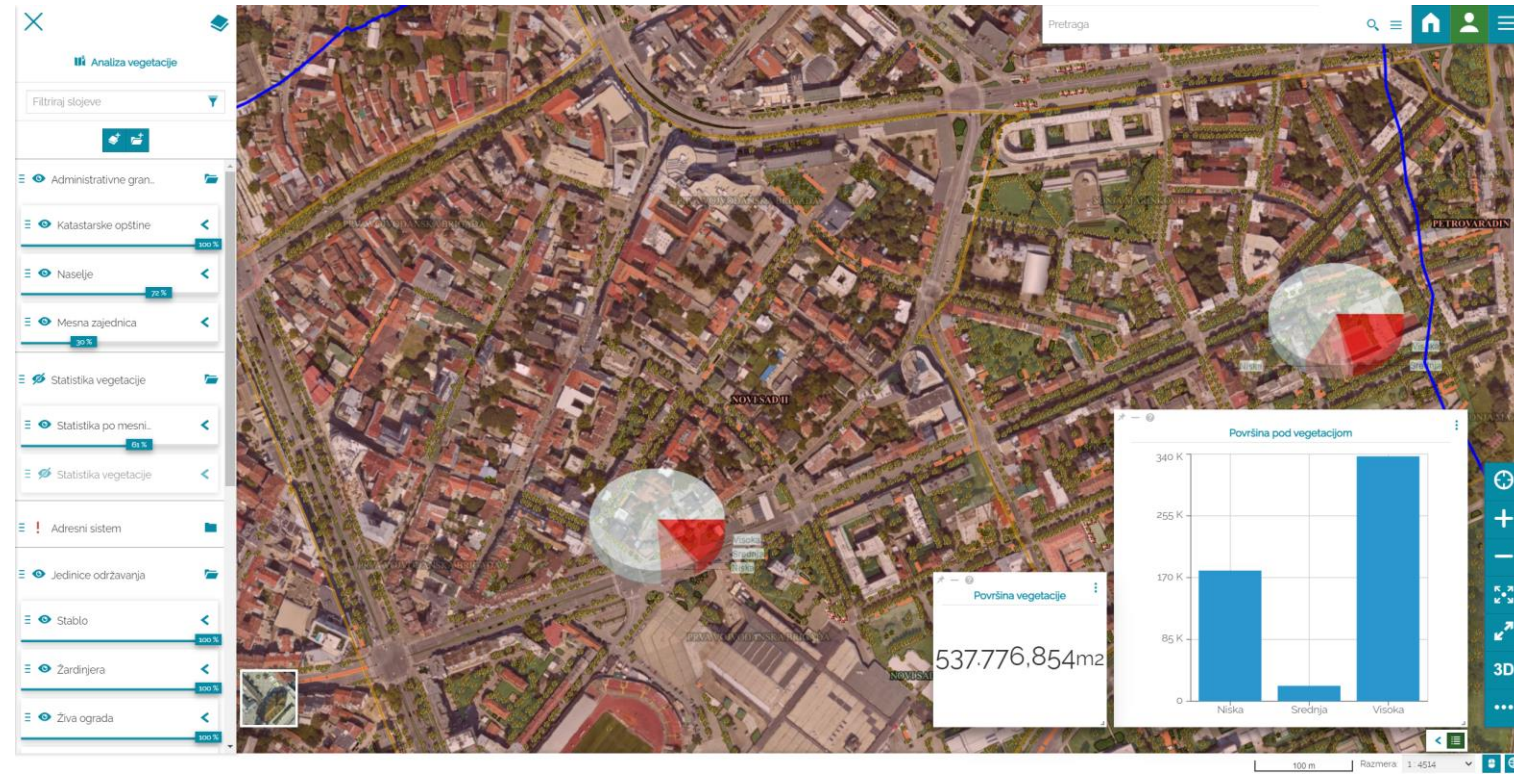 Analiza vegetacije
Filtriraj slojeve
Administrativne gran..
Katastarske opštine
100 %
Naselje
72 %
Mesna zajednica
30 %
Statistika vegetacije
Statistika po mesni..
61 %
Statistika vegetacije
Adresni sistem
Jedinice održavanja
Stablo
100 %
Žardinjera
100 %
Živa ograda
100 %
Pretraga
PETROVARADIN
NOVI SAD II
Visoka
Srednja
Niska
Niska
Visoka
Srednja
Površina vegetacije
537.776,854m2
Površina pod vegetacijom
340 K
255 K
170 K
85 K
0
Niska
Srednja
Visoka
3D
100 m
Razmera:
1 : 4514